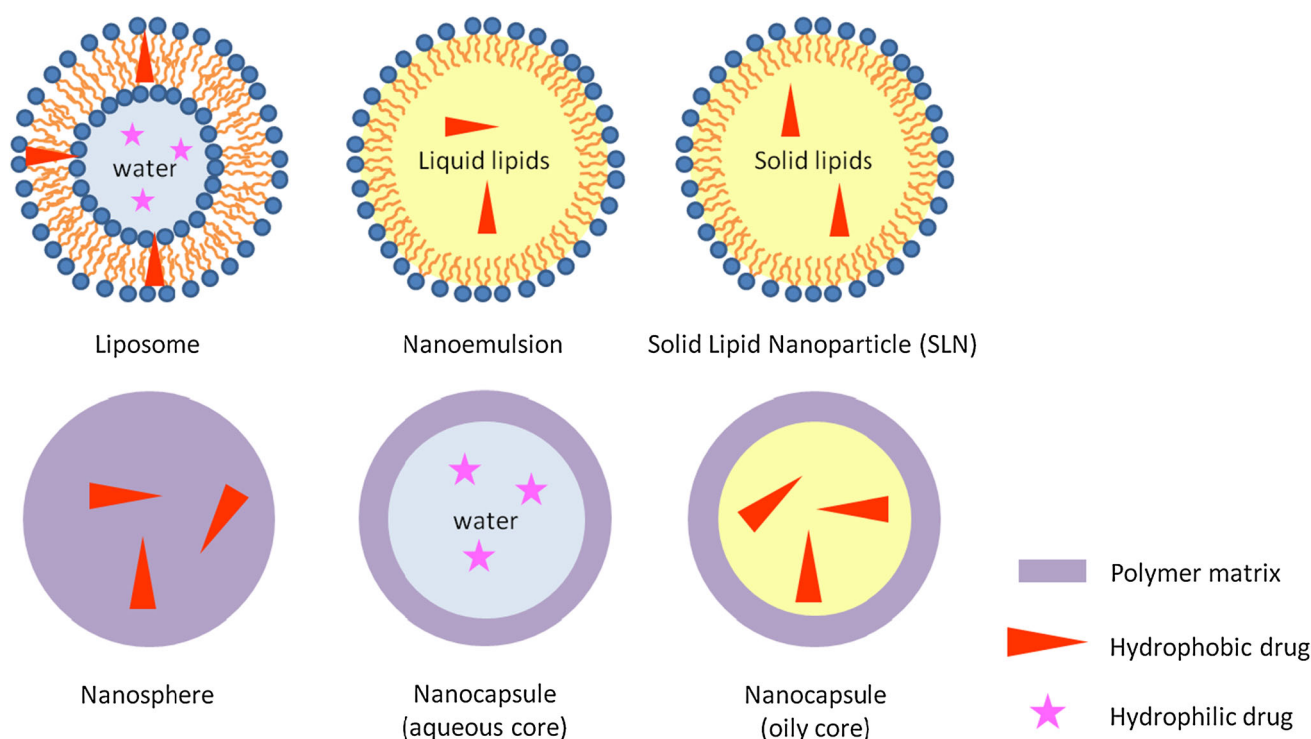 water
Liquid lipids
Solid lipids
Liposome
Nanoemulsion
Solid Lipid Nanoparticle (SLN)
water
Polymer matrix
Hydrophobic drug
Hydrophilic drug
Nanosphere
Nanocapsule
(aqueous core)
Nanocapsule
(oily core)